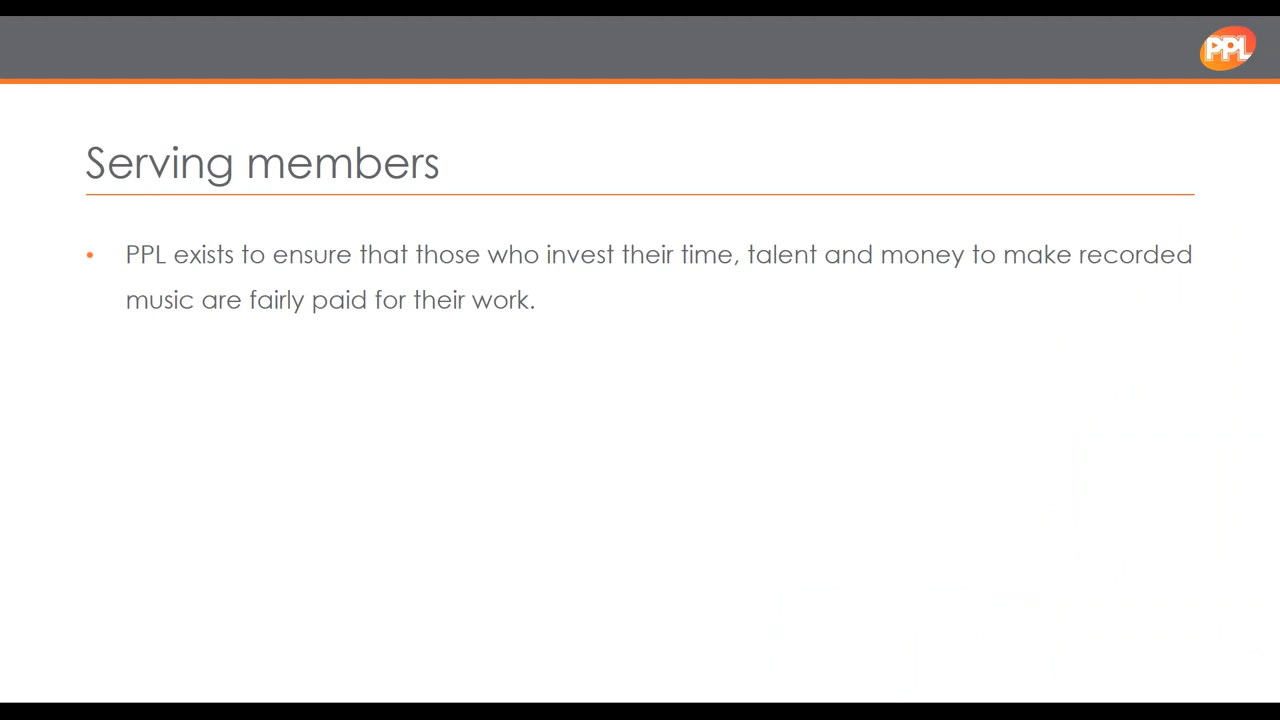 PPL
Serving members
• PPL exists to ensure that those who invest their time, talent and money to make recorded
music are fairly paid for their work.